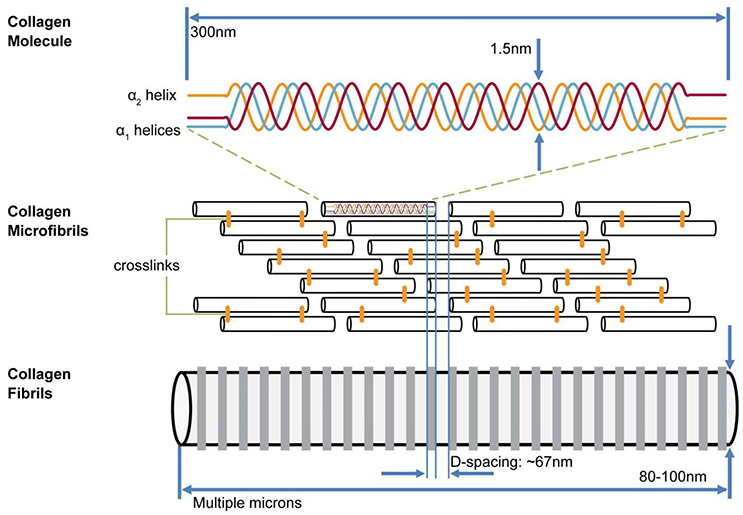 Collagen
Molecule
300nm
1.5nm
α₂ helix
α₁ helices
Collagen
Microfibrils
crosslinks
Collagen
Fibrils
D-spacing: ~67nm
80-100nm
Multiple microns